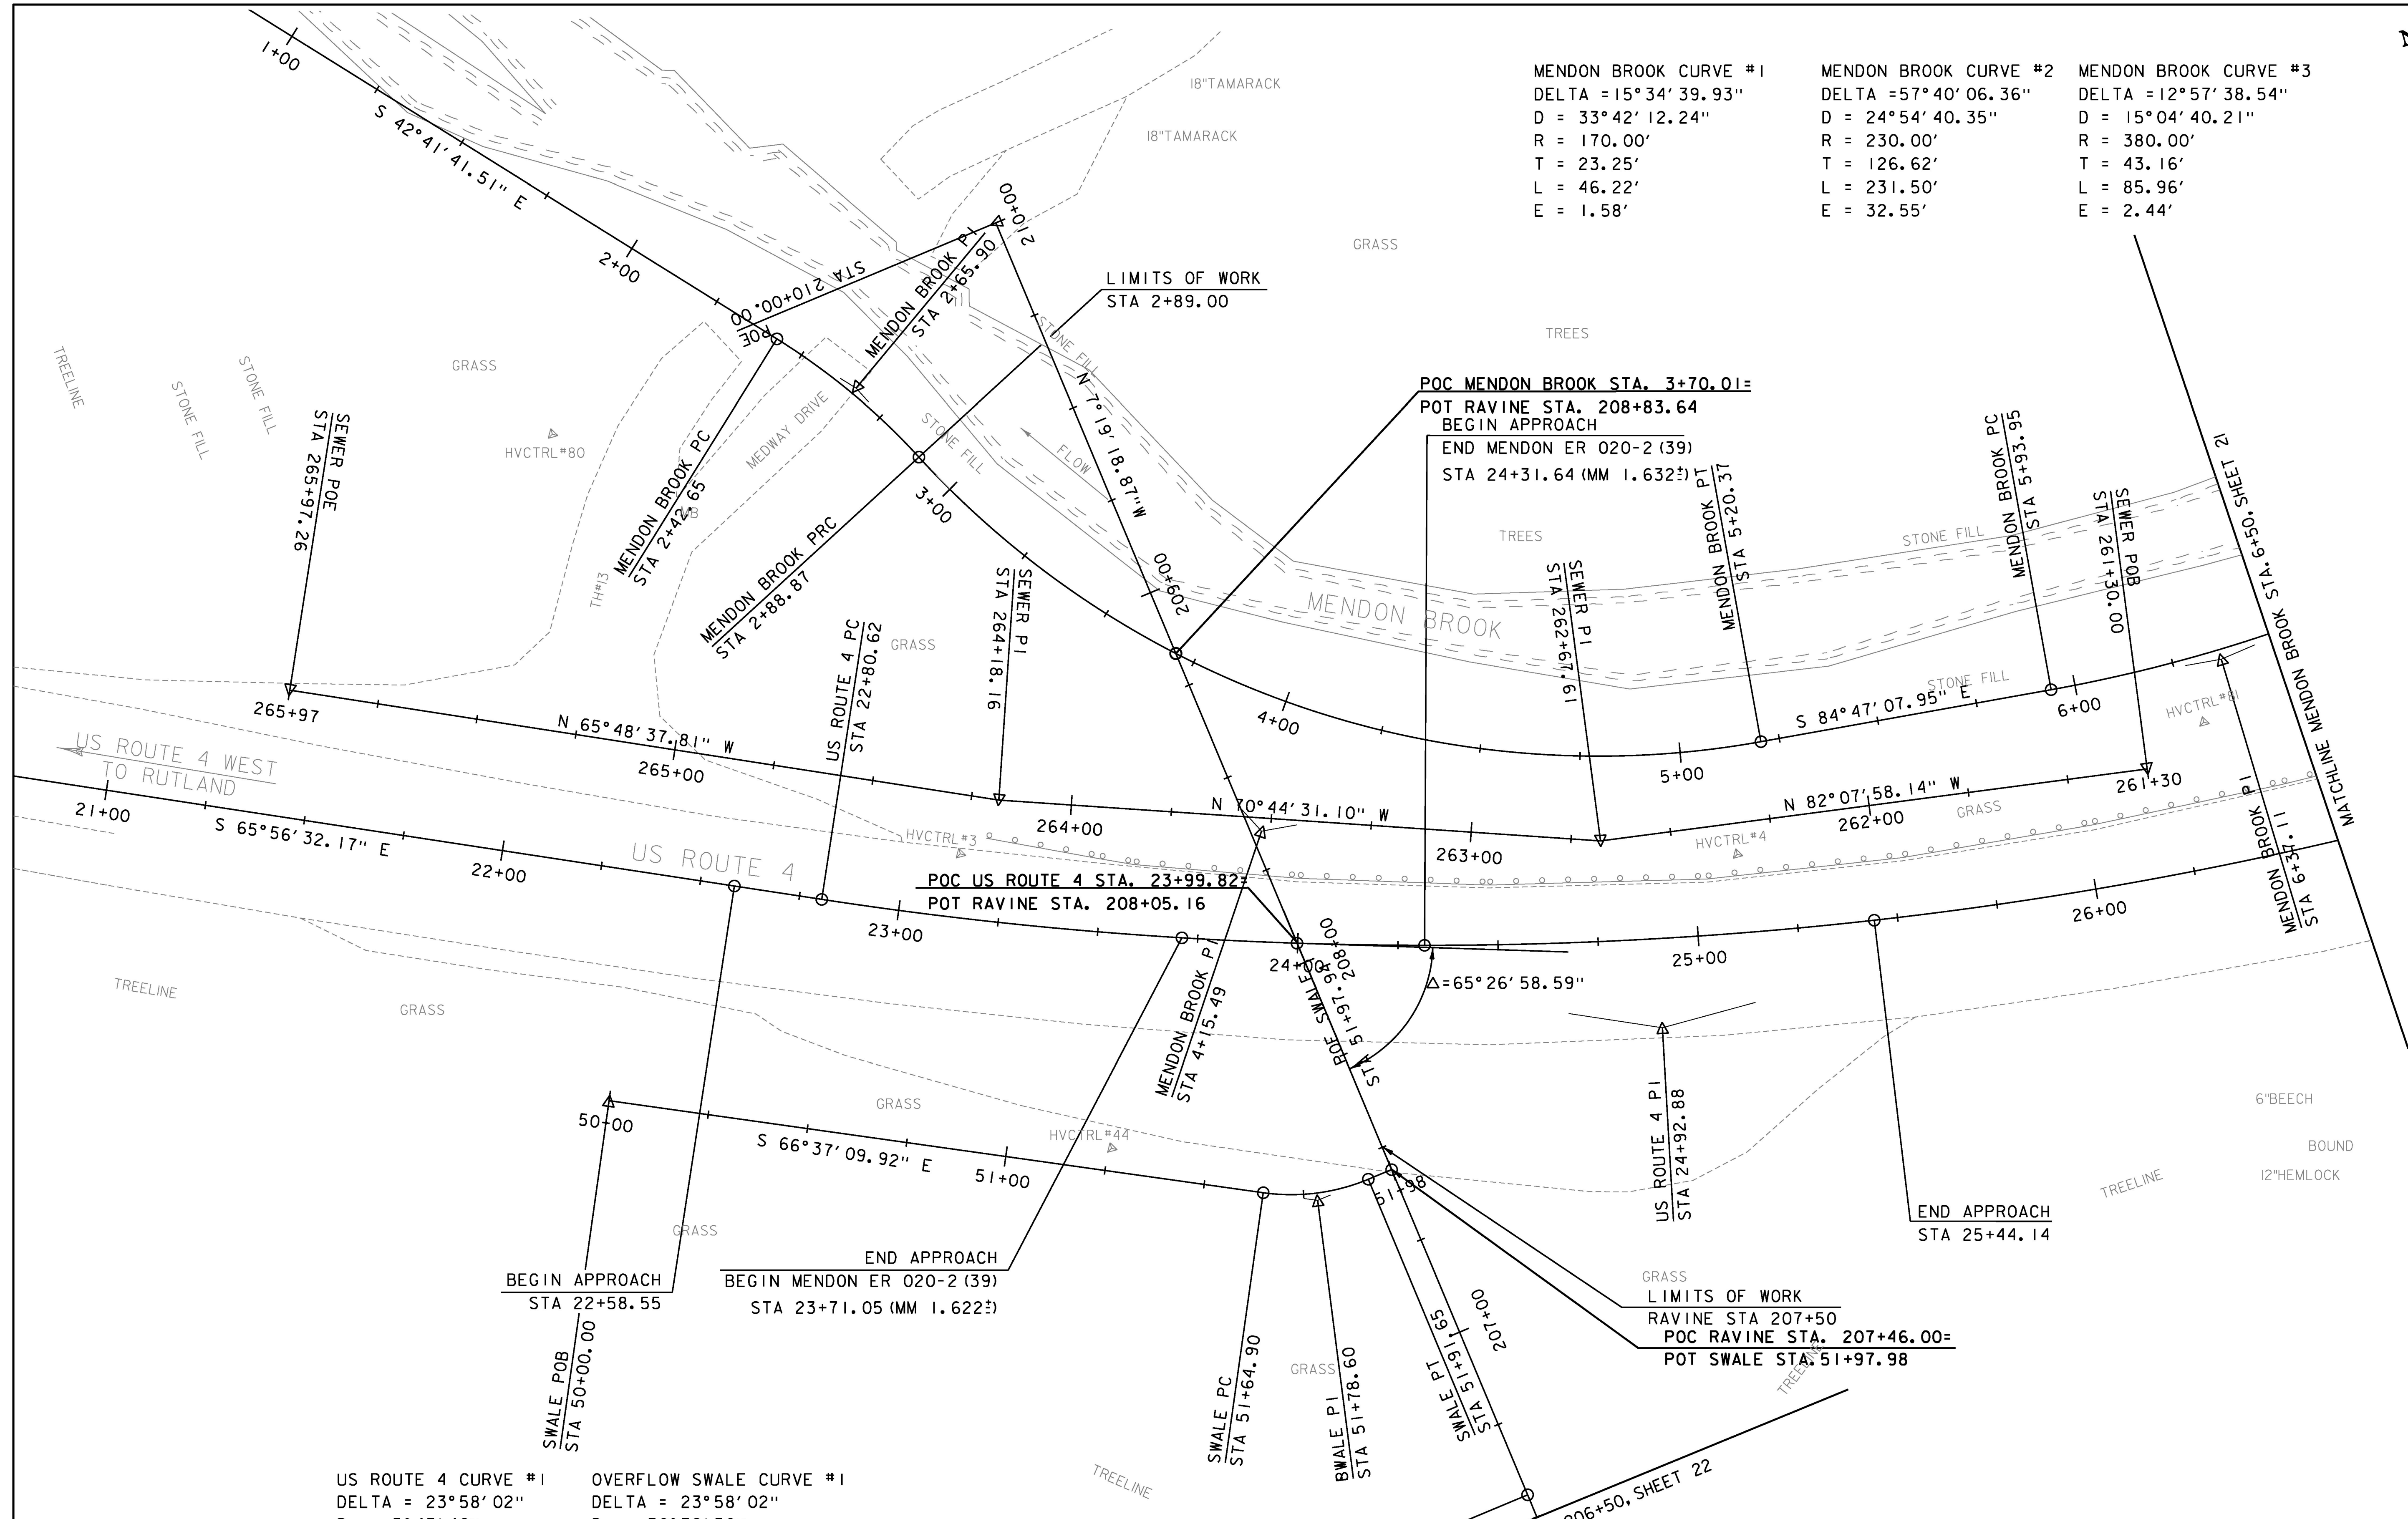 MENDON BROOK CURVE #1
DELTA =15°34'39.93"
D = 33°42'12.24"
R = 170.00'
T = 23.25'
L = 46.22'
E = 1.58'
MENDON BROOK CURVE #2
DELTA =57°40'06.36"
D = 24°54'40.35"
R = 230.00'
T = 126.62'
L = 231.50'
E = 32.55'
MENDON BROOK CURVE #3
DELTA =12°57'38.54"
D = 15°04'40.21"
R = 380.00'
T = 43.16'
L = 85.96'
E = 2.44'
1+00
S 42°41'41.51" E
2+00
18"TAMARACK
18"TAMARACK
GRASS
210+00
POE
STA 210+00.00
MENDON BROOK PI
STA 2+65.90
LIMITS OF WORK
STA 2+89.00
STONE FILL
TREES
TREELINE
STONE FILL
STONE FILL
GRASS
HVCTRL#80
SEWER POE
STA 265+97.26
MEDWAY DRIVE
MENDON BROOK PC
STA 2+42.65
MB
TH#13
STONE FILL
FLOW
N 7°19'18.87"W
3+00
MENDON BROOK PRC
STA 2+88.87
POC MENDON BROOK STA. 3+70.01=
POT RAVINE STA. 208+83.64
BEGIN APPROACH
END MENDON ER 020-2 (39)
STA 24+31.64 (MM 1.632±)
TREES
209+00
MENDON BROOK
SEWER PI
STA 264+18.16
GRASS
US ROUTE 4 PC
STA 22+80.62
SEWER PI
STA 262+67.61
MENDON BROOK PT
STA 5+20.37
STONE FILL
MENDON BROOK PC
STA 5+93.95
SEWER POB
STA 261+30.00
MATCHLINE MENDON BROOK STA. 6+50, SHEET 21
STONE FILL
S 84°47'07.95" E
6+00
HVCTRL#81
4+00
5+00
265+97
N 65°48'37.81" W
265+00
US ROUTE 4 WEST
TO RUTLAND
21+00
S 65°56'32.17" E
22+00
US ROUTE 4
23+00
264+00
N 70°44'31.10" W
263+00
N 82°07'58.14" W
262+00
261+30
GRASS
HVCTRL#3
HVCTRL#4
MENDON BROOK PI
STA 6+37.11
26+00
POC US ROUTE 4 STA. 23+99.82=
POT RAVINE STA. 208+05.16
24+00
208+00
25+00
MENDON BROOK PI
STA 4+15.49
POE SWALE
STA 51+97.94
△=65°26'58.59"
TREELINE
GRASS
GRASS
50+00
S 66°37'09.92" E
HVCTRL#44
51+00
51+98
US ROUTE 4 PI
STA 24+92.88
6"BEECH
BOUND
12"HEMLOCK
TREELINE
GRASS
BEGIN APPROACH
STA 22+58.55
END APPROACH
BEGIN MENDON ER 020-2 (39)
STA 23+71.05 (MM 1.622±)
END APPROACH
STA 25+44.14
GRASS
LIMITS OF WORK
RAVINE STA 207+50
POC RAVINE STA. 207+46.00=
POT SWALE STA.51+97.98
TREELINE
SWALE POB
STA 50+00.00
SWALE PC
STA 51+64.90
GRASS
BWALE PI
STA 51+78.60
SWALE PT
STA 51+91.65
207+00
TREELINE
206+50, SHEET 22
US ROUTE 4 CURVE #1
DELTA = 23°58'02"
OVERFLOW SWALE CURVE #1
DELTA = 23°58'02"